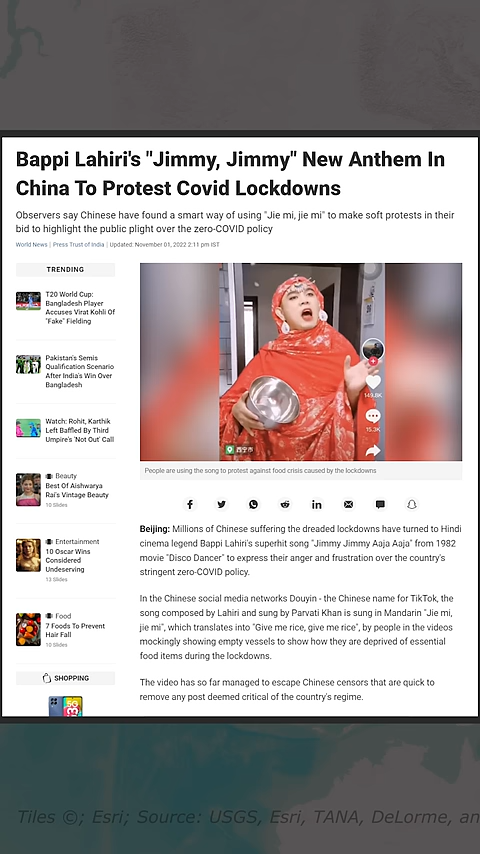 Bappi Lahiri's "Jimmy, Jimmy" New Anthem In
China To Protest Covid Lockdowns
Observers say Chinese have found a smart way of using "Jie mi, jie mi" to make soft protests in their
bid to highlight the public plight over the zero-COVID policy
World News | Press Trust of India | Updated: November 01, 2022 2:11 pm IST
TRENDING
T20 World Cup:
Bangladesh Player
Accuses Virat Kohli Of
"Fake" Fielding
Pakistan's Semis
Qualification Scenario
After India's Win Over
Bangladesh
Watch: Rohit, Karthik
Left Baffled By Third
Umpire's 'Not Out' Call
Beauty
Best Of Aishwarya
Rai's Vintage Beauty
10 Slides
Entertainment
10 Oscar Wins
Considered
Undeserving
13 Slides
Food
7 Foods To Prevent
Hair Fall
10 Slides
SHOPPING
149.8K
15.3K
西宁市
People are using the song to protest against food crisis caused by the lockdowns
Beijing: Millions of Chinese suffering the dreaded lockdowns have turned to Hindi
cinema legend Bappi Lahiri's superhit song "Jimmy Jimmy Aaja Aaja" from 1982
movie "Disco Dancer" to express their anger and frustration over the country's
stringent zero-COVID policy.
In the Chinese social media networks Douyin - the Chinese name for TikTok, the
song composed by Lahiri and sung by Parvati Khan is sung in Mandarin "Jie mi,
jie mi", which translates into "Give me rice, give me rice", by people in the videos
mockingly showing empty vessels to show how they are deprived of essential
food items during the lockdowns.
The video has so far managed to escape Chinese censors that are quick to
remove any post deemed critical of the country's regime.
Tiles ©; Esri; Source: USGS, Esri, TANA, DeLorme, an